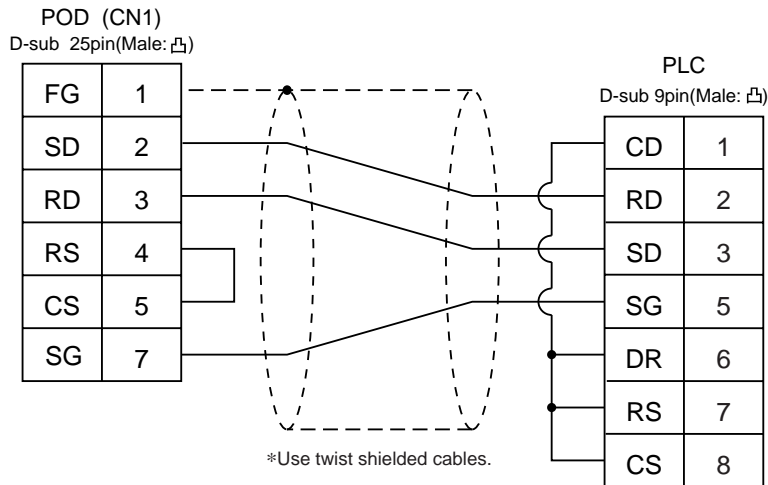 POD (CN1)
D-sub 25pin(Male: )
FG 1
SD 2
RD 3
RS 4
CS 5
SG 7
PLC
D-sub 9pin(Male: )
CD 1
RD 2
SD 3
SG 5
DR 6
RS 7
CS 8
*Use twist shielded cables.